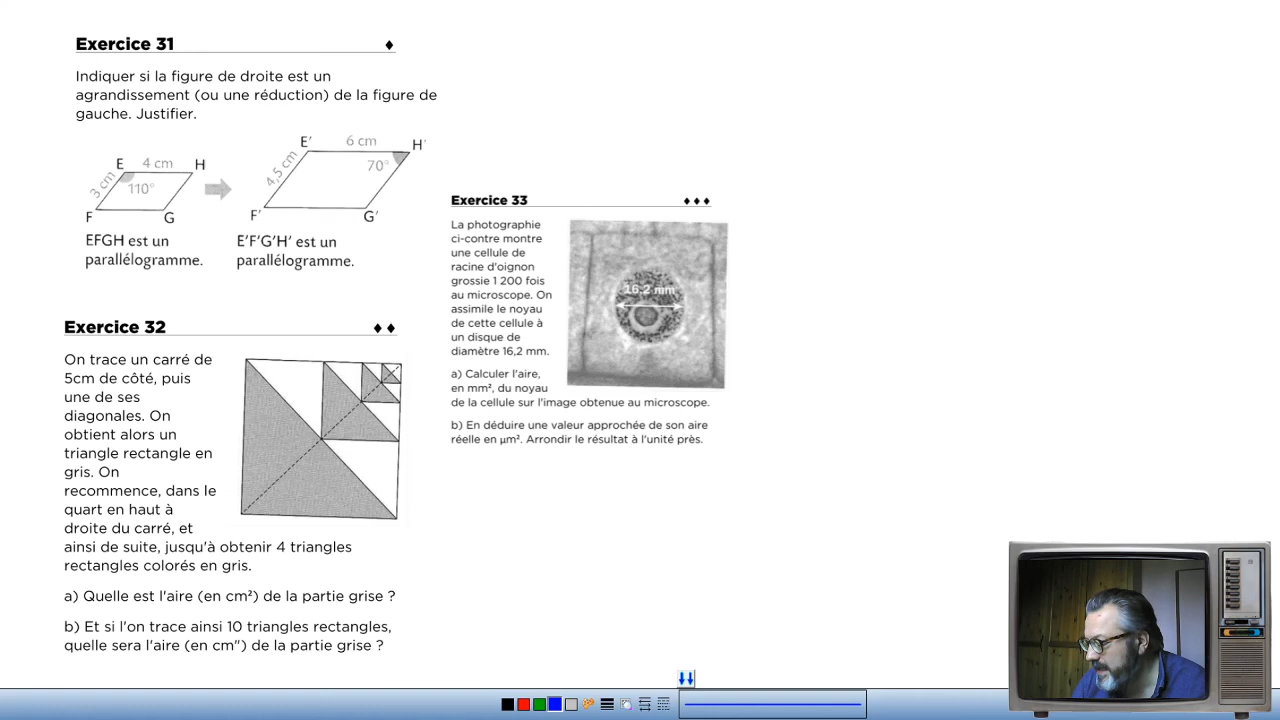 Exercice 31
♦
Indiquer si la figure de droite est un
agrandissement (ou une réduction) de la figure de
gauche. Justifier.
E 4 cm H
3 cm
110°
F G
EFGH est un
parallélogramme.
E′ 6 cm H′
4,5 cm
70°
F′ G′
E′F′G′H′ est un
parallélogramme.
Exercice 32
♦♦
On trace un carré de
5cm de côté, puis
une de ses
diagonales. On
obtient alors un
triangle rectangle en
gris. On
recommence, dans le
quart en haut à
droite du carré, et
ainsi de suite, jusqu'à obtenir 4 triangles
rectangles colorés en gris.
a) Quelle est l'aire (en cm²) de la partie grise ?
b) Et si l'on trace ainsi 10 triangles rectangles,
quelle sera l'aire (en cm") de la partie grise ?
Exercice 33
♦♦♦
La photographie
ci-contre montre
une cellule de
racine d'oignon
grossie 1 200 fois
au microscope. On
assimile le noyau
de cette cellule à
un disque de
diamètre 16,2 mm.
16,2 mm
a) Calculer l'aire,
en mm², du noyau
de la cellule sur l'image obtenue au microscope.
b) En déduire une valeur approchée de son aire
réelle en µm². Arrondir le résultat à l'unité près.